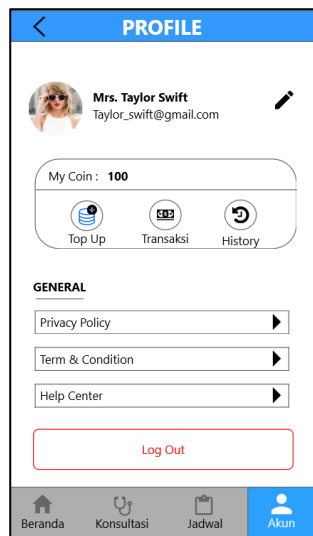 PROFILE
Mrs. Taylor Swift
Taylor_swift@gmail.com
My Coin : 100
Top Up Transaksi History
GENERAL
Privacy Policy
Term & Condition
Help Center
Log Out
Beranda Konsultasi Jadwal Akun